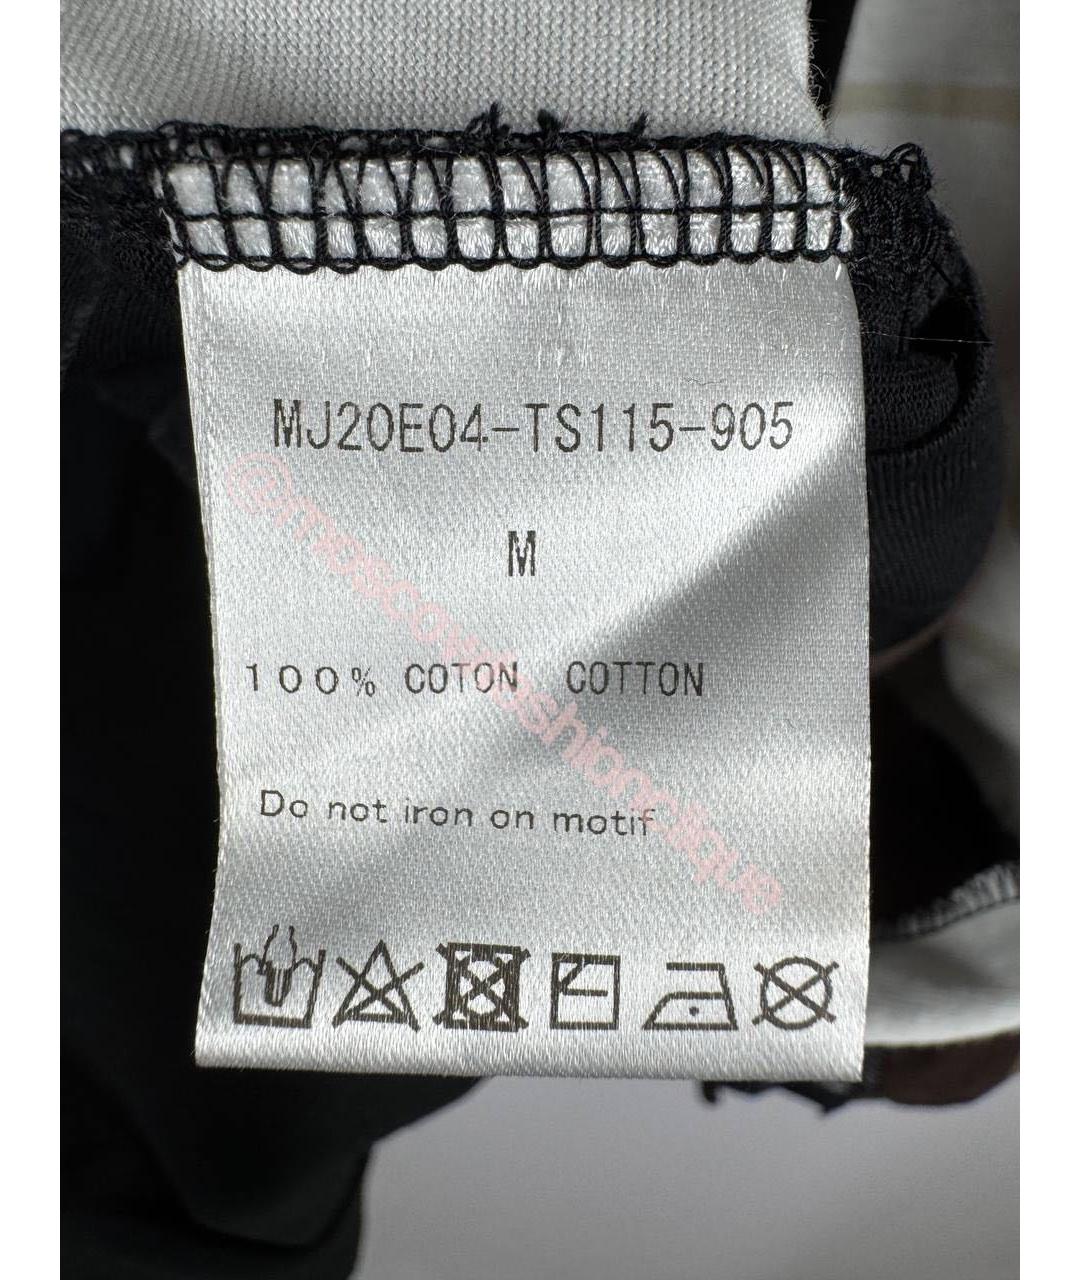 MJ20E04-TS115-905
M
100% COTON COTTON
Do not iron on motif
@moscowfashionclique